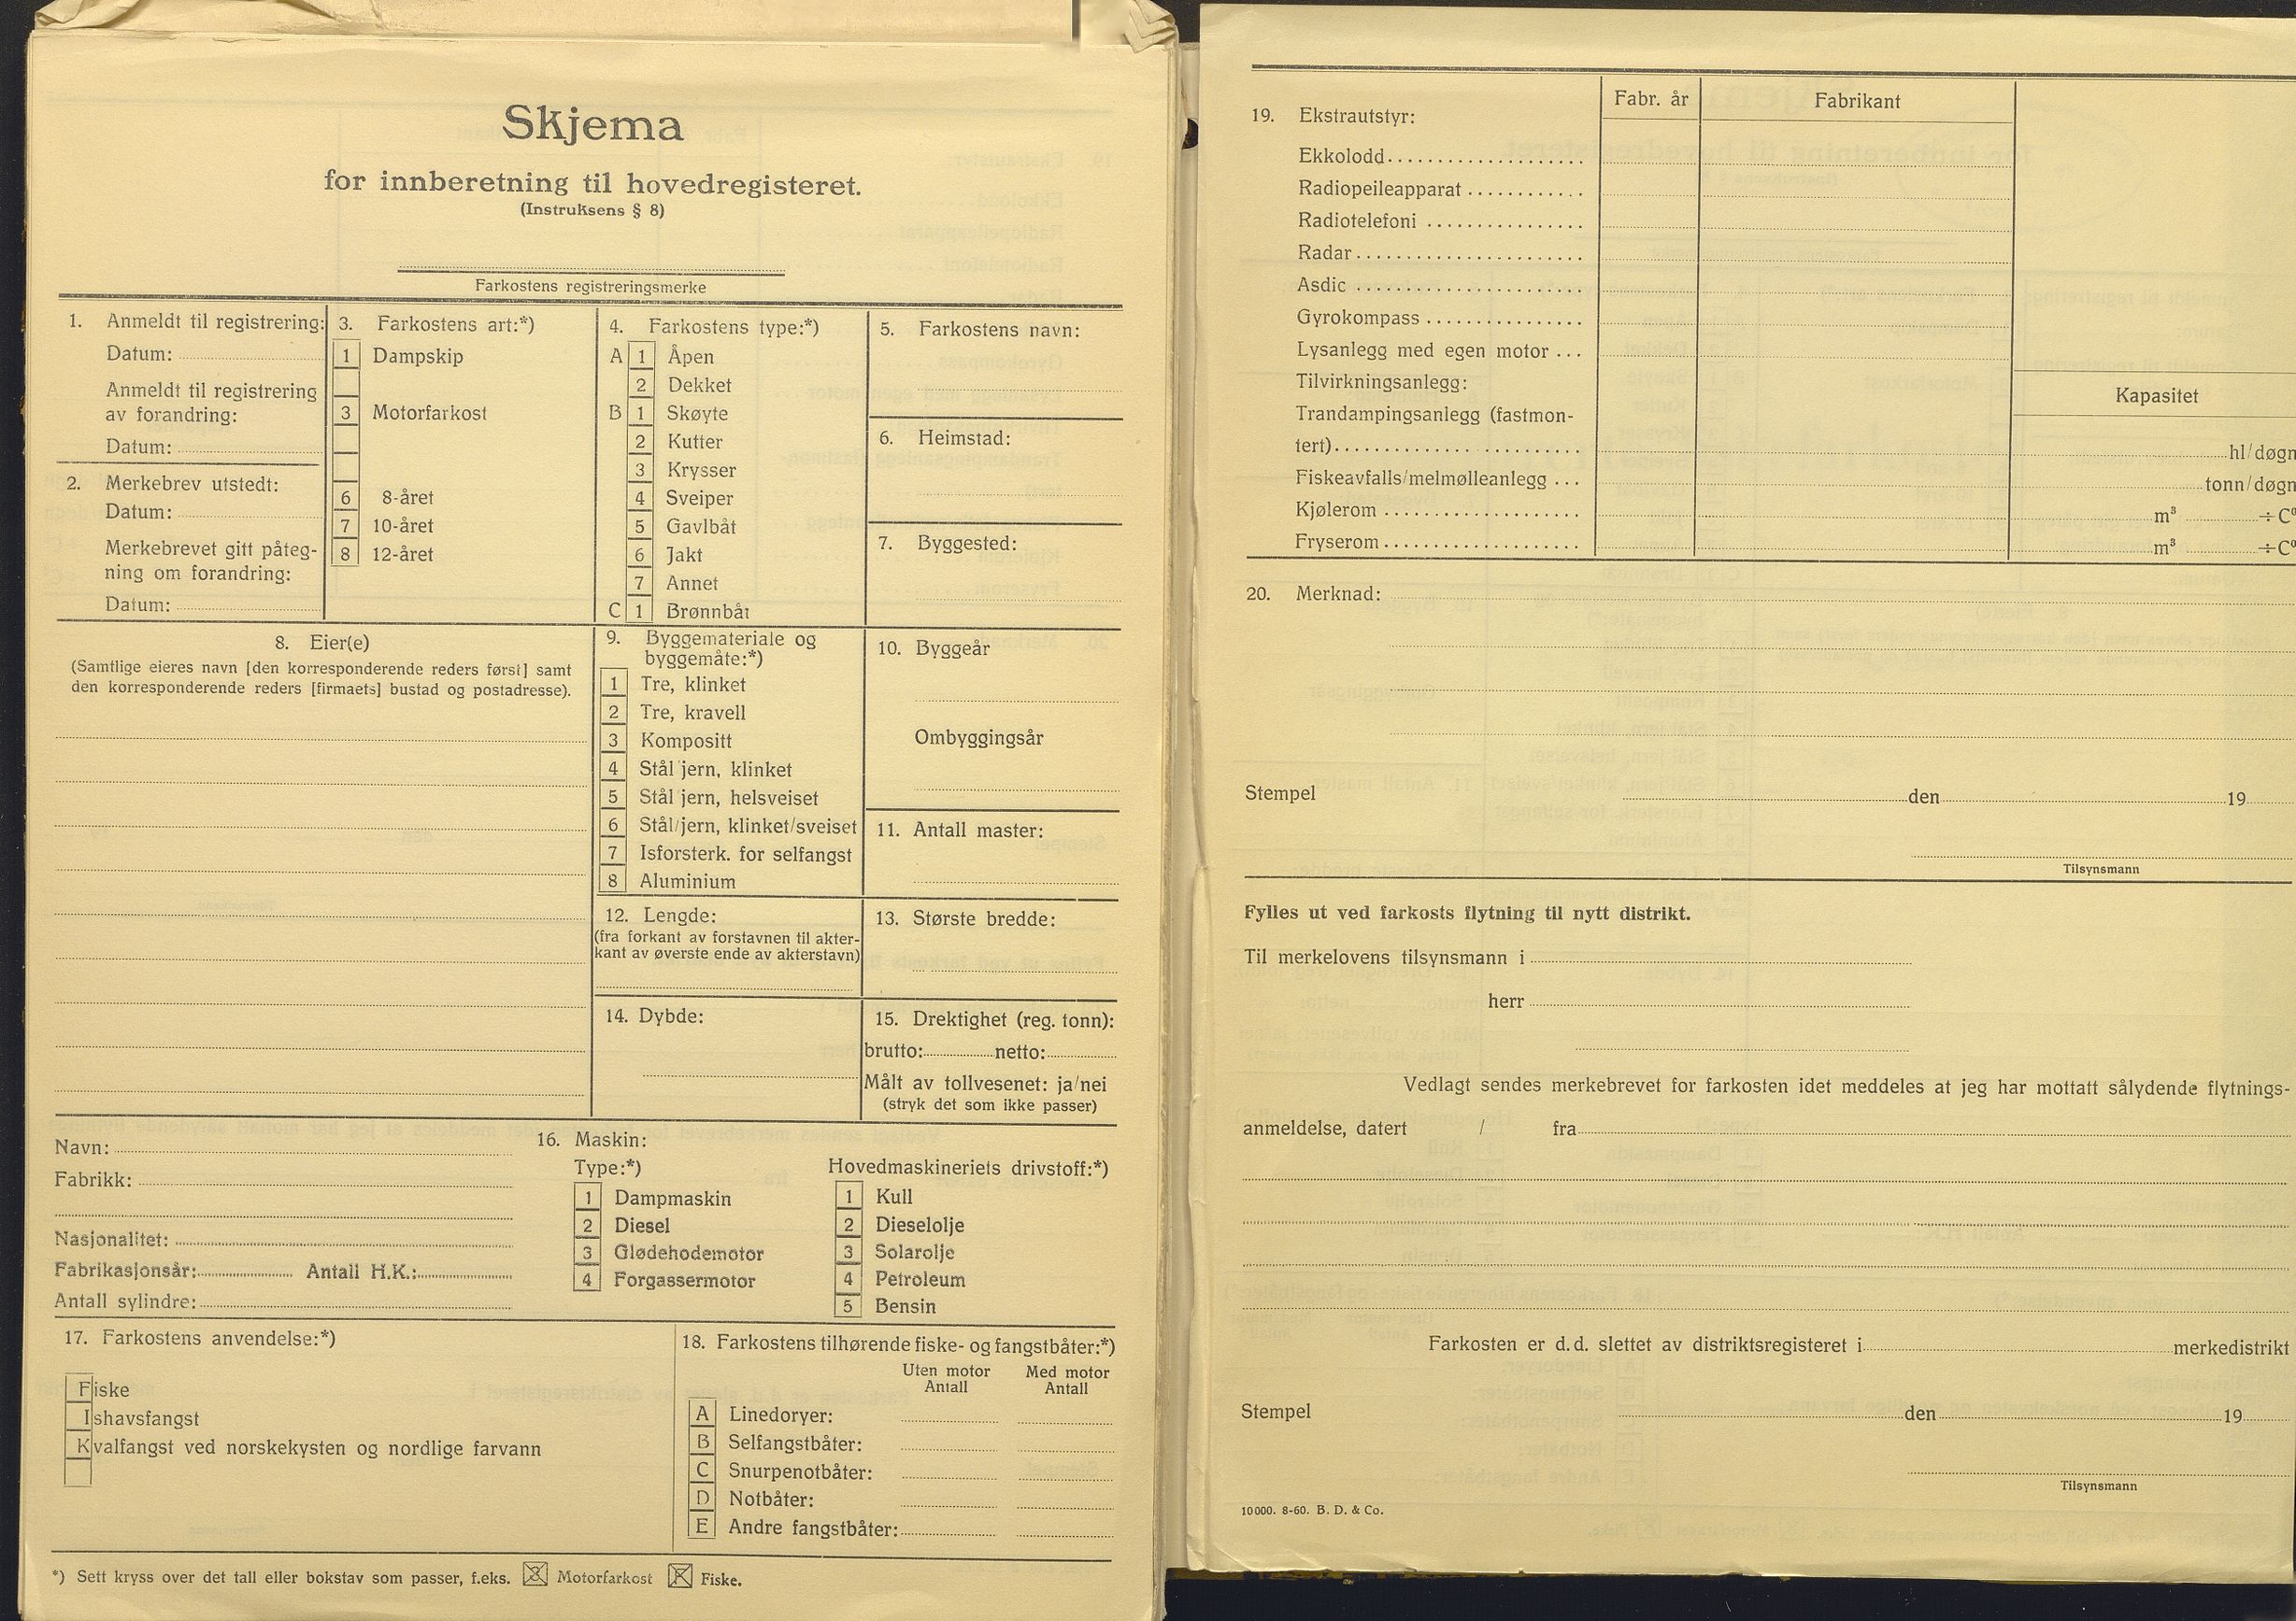 Skjema
for innberetning til hovedregisteret.
(Instruksens § 8)
Farkostens registreringsmerke
1. Anmeldt til registrering:
Datum:
Anmeldt til registrering
av forandring:
Datum:
2. Merkebrev utstedt:
Datum:
Merkebrevet gitt påteg-
ning om forandring:
Datum:
3. Farkostens art:*)
1 Dampskip
3 Motorfarkost
6 8-året
7 10-året
8 12-året
4. Farkostens type:*)
A 1 Åpen
2 Dekket
B 1 Skøyte
2 Kutter
3 Krysser
4 Sveiper
5 Gavlbåt
6 Jakt
7 Annet
C 1 Brønnbåt
5. Farkostens navn:
6. Heimstad:
7. Byggested:
8. Eier(e)
(Samtlige eieres navn [den korresponderende reders først] samt
den korresponderende reders [firmaets] bustad og postadresse).
9. Byggemateriale og
byggemåte:*)
1 Tre, klinket
2 Tre, kravell
3 Kompositt
4 Stål jern, klinket
5 Stål jern, helsveiset
6 Stål/jern, klinket/sveiset
7 Isforsterk. for selfangst
8 Aluminium
10. Byggeår
Ombyggingsår
11. Antall master:
12. Lengde:
(fra forkant av forstavnen til akter-
kant av øverste ende av akterstavn)
13. Største bredde:
14. Dybde:
15. Drektighet (reg. tonn):
brutto: netto:
Målt av tollvesenet: ja/nei
(stryk det som ikke passer)
16. Maskin:
Navn:
Fabrikk:
Nasjonalitet:
Fabrikasjonsår: Antall H.K.:
Antall sylindre:
Type:*)
1 Dampmaskin
2 Diesel
3 Glødehodemotor
4 Forgassermotor
Hovedmaskineriets drivstoff:*)
1 Kull
2 Dieselolje
3 Solarolje
4 Petroleum
5 Bensin
17. Farkostens anvendelse:*)
Fiske
Ishavsfangst
Kvalfangst ved norskekysten og nordlige farvann
18. Farkostens tilhørende fiske- og fangstbåter:*)
Uten motor Med motor
Antall Antall
A Linedoryer:
B Selfangstbåter:
C Snurpenotbåter:
D Notbåter:
E Andre fangstbåter:
*) Sett kryss over det tall eller bokstav som passer, f.eks. 3 Motorfarkost F Fiske.
19. Ekstrautstyr: Fabr. år Fabrikant
Ekkolodd....................
Radiopeileapparat............
Radiotelefoni................
Radar.......................
Asdic.......................
Gyrokompass................
Lysanlegg med egen motor ...
Tilvirkningsanlegg:
Kapasitet
Trandampingsanlegg (fastmon-
tert)......................... hl/døgn
Fiskeavfalls/melmølleanlegg ... tonn/døgn
Kjølerom.................... m³ ÷C°
Fryserom.................... m³ ÷C°
20. Merknad:
Stempel den 19
Tilsynsmann
Fylles ut ved farkosts flytning til nytt distrikt.
Til merkelovens tilsynsmann i
herr
Vedlagt sendes merkebrevet for farkosten idet meddeles at jeg har mottatt sålydende flytnings-
anmeldelse, datert / fra
Farkosten er d.d. slettet av distriktsregisteret i merkedistrikt
Stempel den 19
Tilsynsmann
10000. 8-60. B. D. & Co.